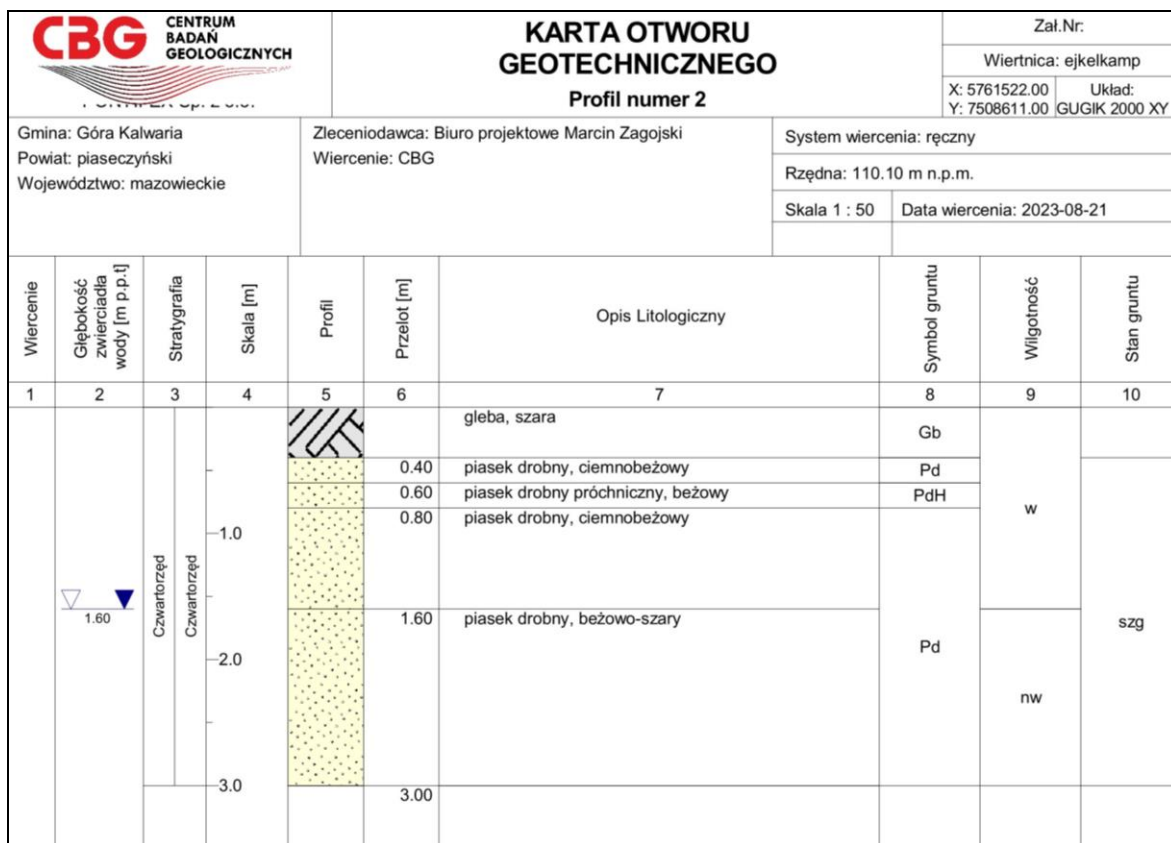 CBG CENTRUM
BADAŃ
GEOLOGICZNYCH
KARTA OTWORU
GEOTECHNICZNEGO
Profil numer 2
Zał.Nr:
Wiertnica: ejkelkamp
X: 5761522.00 Układ:
Y: 7508611.00 GUGIK 2000 XY
Gmina: Góra Kalwaria
Powiat: piaseczyński
Województwo: mazowieckie
Zleceniodawca: Biuro projektowe Marcin Zagojski
Wiercenie: CBG
System wiercenia: ręczny
Rzędna: 110.10 m n.p.m.
Skala 1 : 50 Data wiercenia: 2023-08-21
Wiercenie
Głębokość
zwierciadła
wody [m p.p.t]
Stratygrafia
Skala [m]
Profil
Przelot [m]
Opis Litologiczny
Symbol gruntu
Wilgotność
Stan gruntu
1 2 3 4 5 6 7 8 9 10
gleba, szara Gb
0.40 piasek drobny, ciemnobeżowy Pd
0.60 piasek drobny próchniczny, beżowy PdH
w
0.80 piasek drobny, ciemnobeżowy
1.0
Czwartorzęd
Czwartorzęd
1.60
1.60 piasek drobny, beżowo-szary
szg
Pd
2.0
nw
3.0
3.00